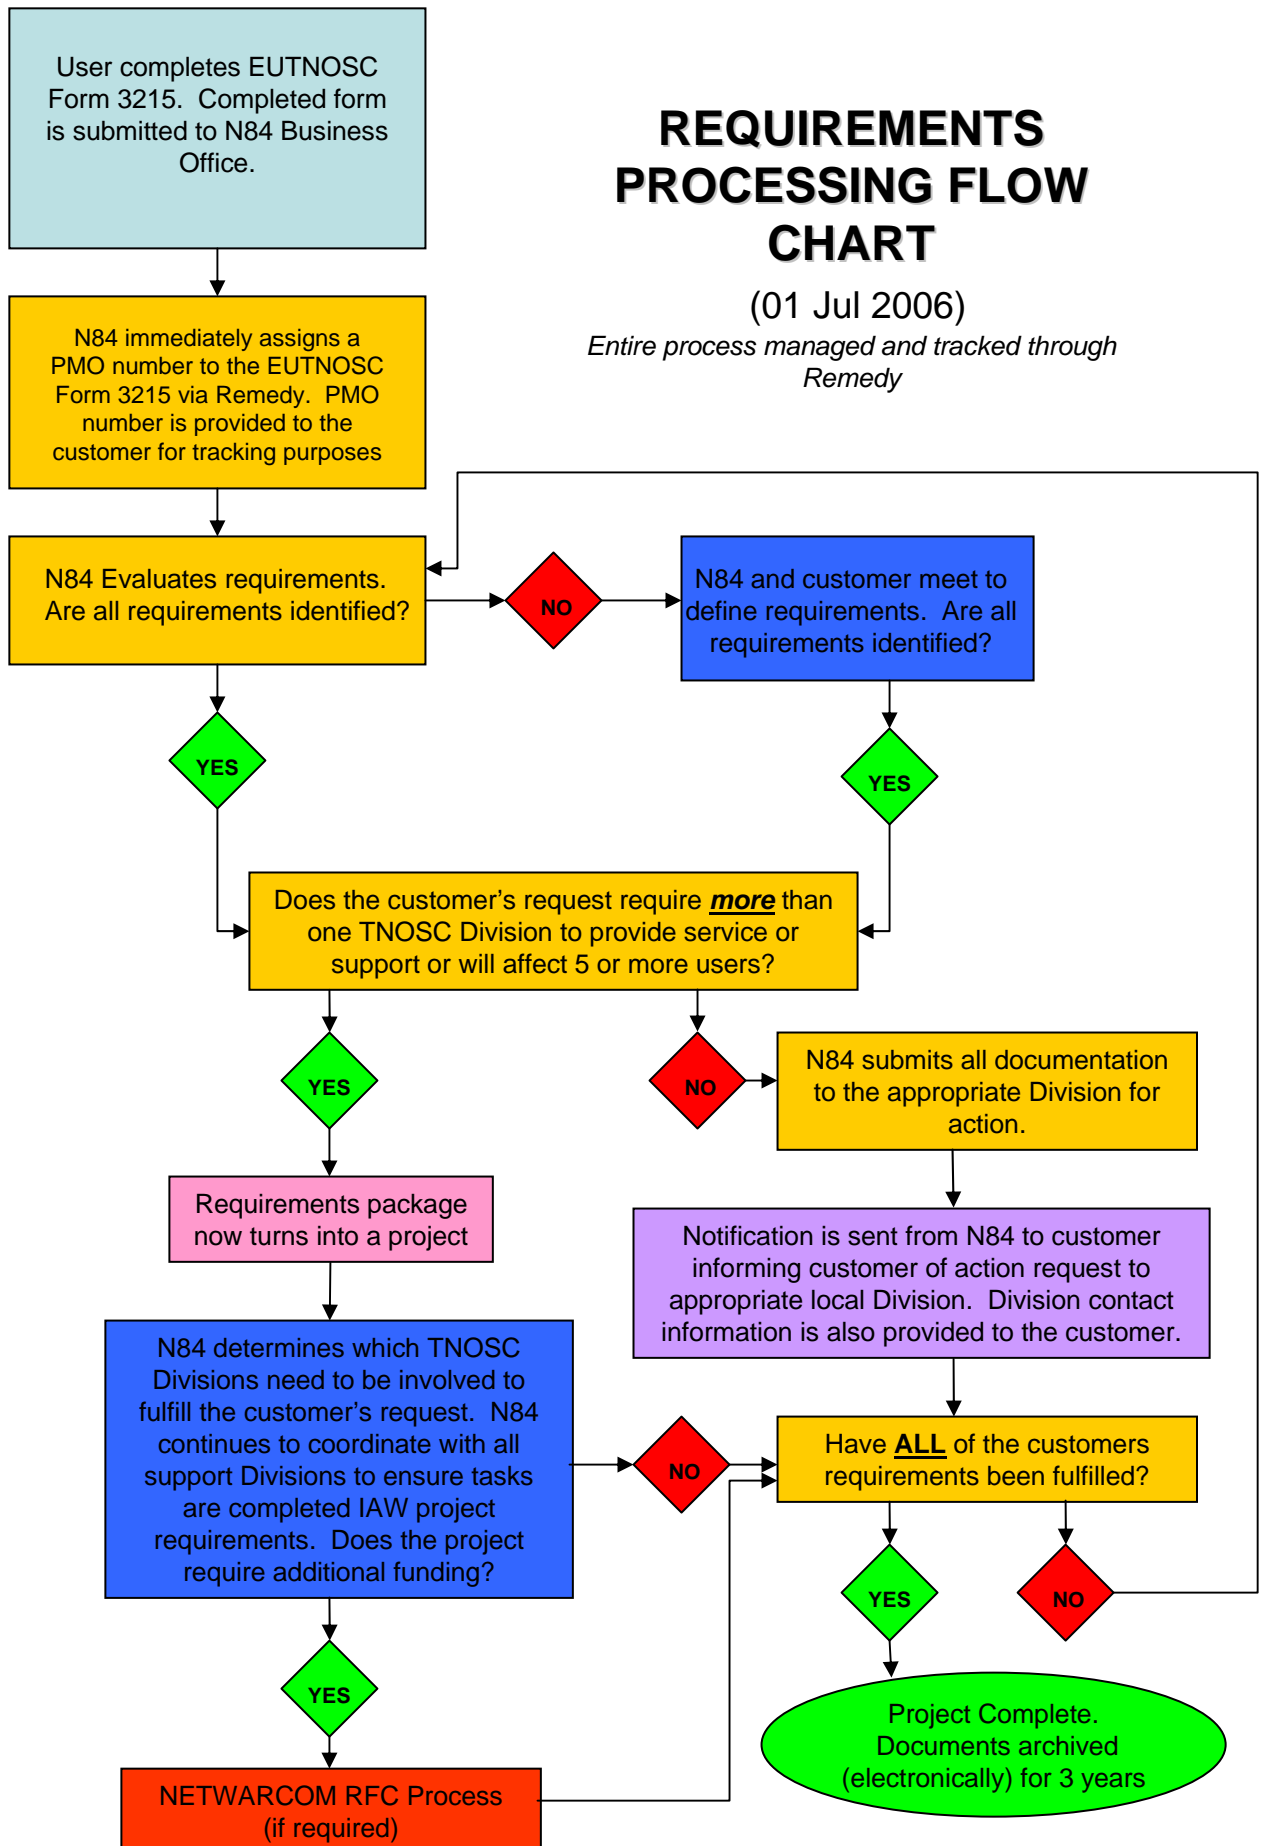 User completes EUTNOSC
Form 3215.  Completed form
is submitted to N84 Business
Office.
REQUIREMENTS
PROCESSING FLOW
CHART
(01 Jul 2006)
Entire process managed and tracked through
Remedy
N84 immediately assigns a
PMO number to the EUTNOSC
Form 3215 via Remedy.  PMO
number is provided to the
customer for tracking purposes
N84 Evaluates requirements.
Are all requirements identified?
NO
N84 and customer meet to
define requirements.  Are all
requirements identified?
YES
YES
Does the customer’s request require more than
one TNOSC Division to provide service or
support or will affect 5 or more users?
YES
NO
N84 submits all documentation
to the appropriate Division for
action.
Requirements package
now turns into a project
Notification is sent from N84 to customer
informing customer of action request to
appropriate local Division.  Division contact
information is also provided to the customer.
N84 determines which TNOSC
Divisions need to be involved to
fulfill the customer’s request.  N84
continues to coordinate with all
support Divisions to ensure tasks
are completed IAW project
requirements.  Does the project
require additional funding?
NO
Have ALL of the customers
requirements been fulfilled?
YES
NO
YES
Project Complete.
Documents archived
(electronically) for 3 years
NETWARCOM RFC Process
(if required)